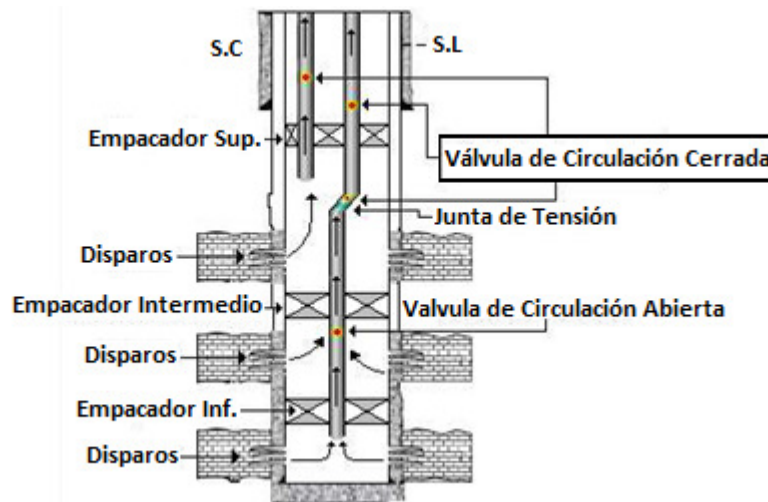 S.C
S.L
Empacador Sup.
Válvula de Circulación Cerrada
Junta de Tensión
Disparos
Empacador Intermedio
Valvula de Circulación Abierta
Disparos
Empacador Inf.
Disparos